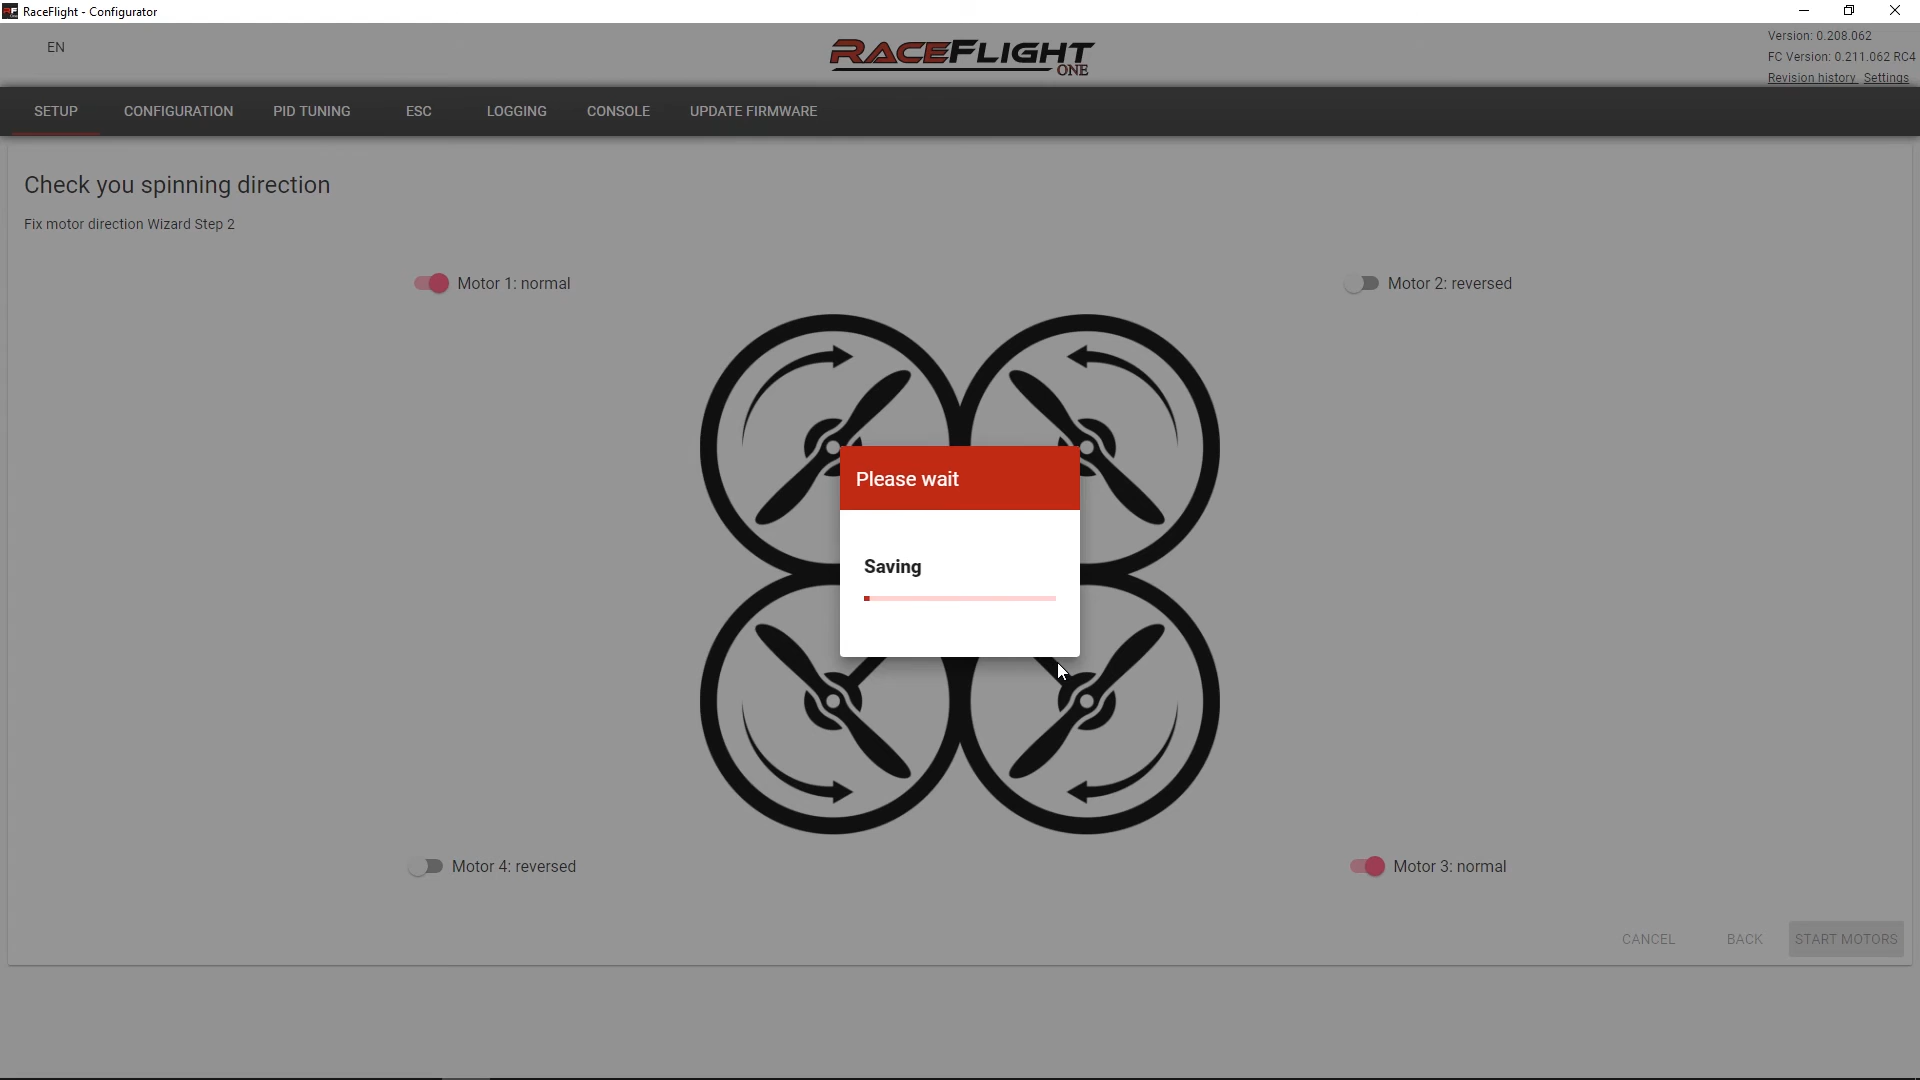 RaceFlight - Configurator
EN
RACEFLIGHT
ONE
Version: 0.208.062
FC Version: 0.211.062 RC4
Revision history Settings
SETUP CONFIGURATION PID TUNING ESC LOGGING CONSOLE UPDATE FIRMWARE
Check you spinning direction
Fix motor direction Wizard Step 2
Motor 1: normal
Motor 2: reversed
Please wait
Saving
Motor 4: reversed
Motor 3: normal
CANCEL BACK START MOTORS